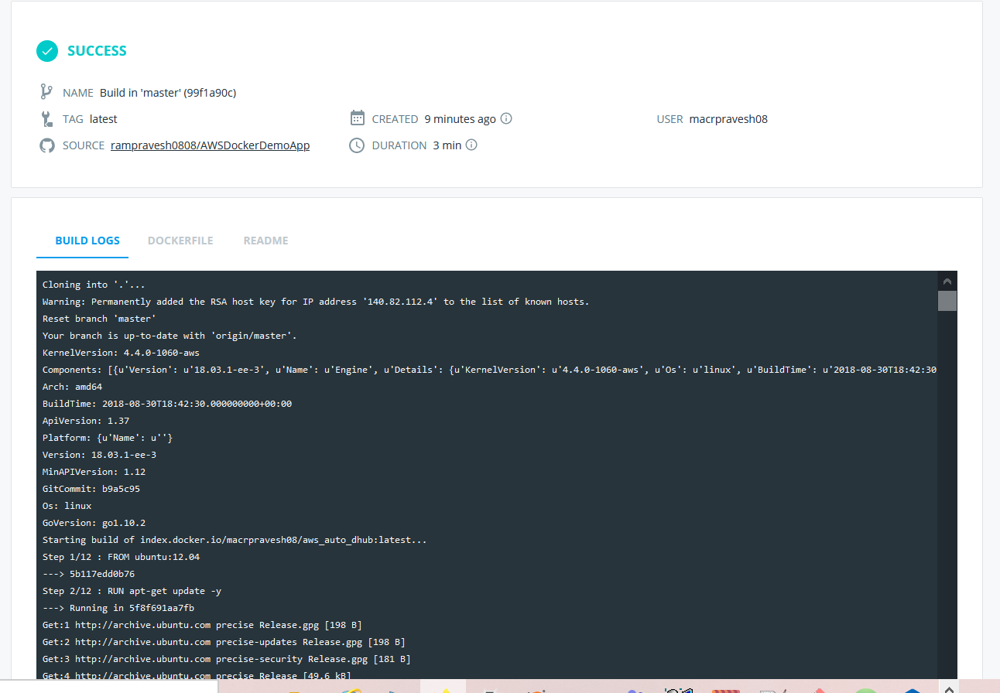 SUCCESS
NAME Build in 'master' (99f1a90c)
TAG latest CREATED 9 minutes ago USER macrpravesh08
SOURCE rampravesh0808/AWSDockerDemoApp DURATION 3 min
BUILD LOGS DOCKERFILE README
Cloning into '.'...
Warning: Permanently added the RSA host key for IP address '140.82.112.4' to the list of known hosts.
Reset branch 'master'
Your branch is up-to-date with 'origin/master'.
KernelVersion: 4.4.0-1060-aws
Components: [{u'Version': u'18.03.1-ee-3', u'Name': u'Engine', u'Details': {u'KernelVersion': u'4.4.0-1060-aws', u'Os': u'linux', u'BuildTime': u'2018-08-30T18:42:30
Arch: amd64
BuildTime: 2018-08-30T18:42:30.000000000+00:00
ApiVersion: 1.37
Platform: {u'Name': u''}
Version: 18.03.1-ee-3
MinAPIVersion: 1.12
GitCommit: b9a5c95
Os: linux
GoVersion: go1.10.2
Starting build of index.docker.io/macrpravesh08/aws_auto_dhub:latest...
Step 1/12 : FROM ubuntu:12.04
---> 5b117edd0b76
Step 2/12 : RUN apt-get update -y
---> Running in 5f8f691aa7fb
Get:1 http://archive.ubuntu.com precise Release.gpg [198 B]
Get:2 http://archive.ubuntu.com precise-updates Release.gpg [198 B]
Get:3 http://archive.ubuntu.com precise-security Release.gpg [181 B]
Get:4 http://archive.ubuntu.com precise Release [49.6 kB]